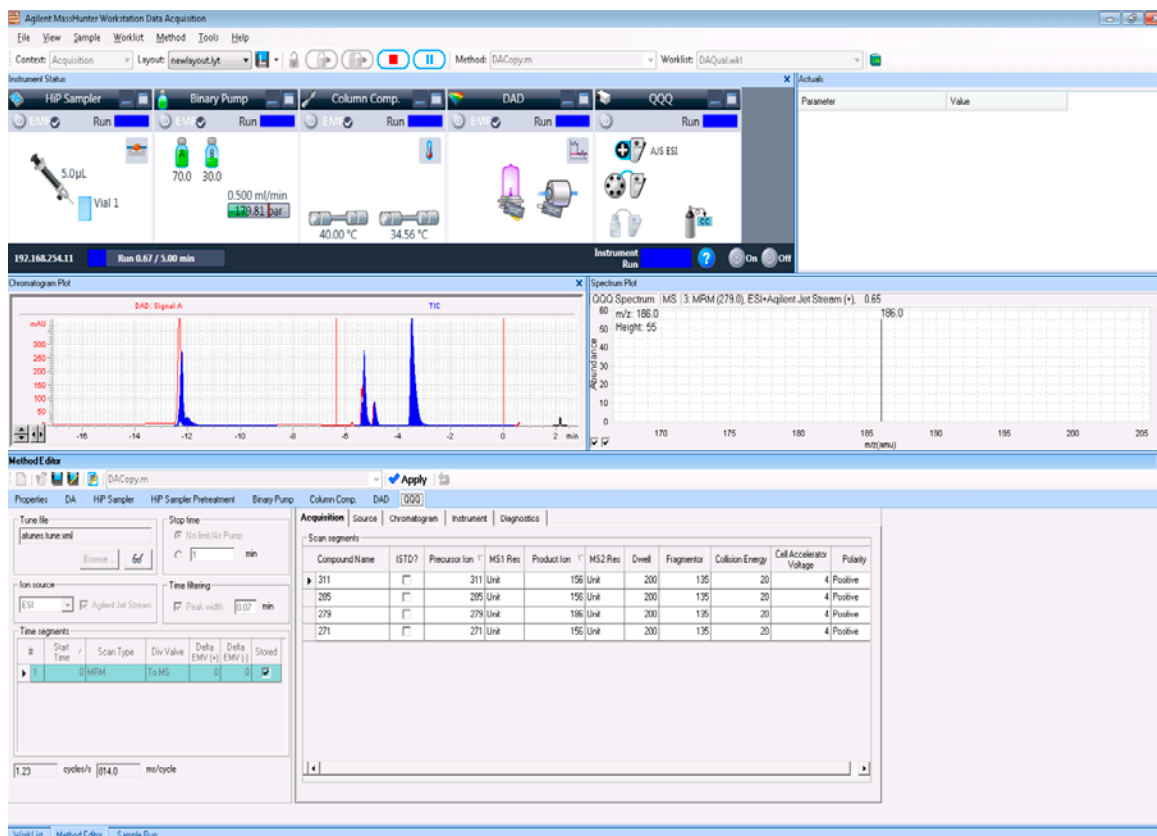 Agilent MassHunter Workstation Data Acquisition
File View Sample Worklist Method Tools Help
Context: Acquisition Layout: newlayout.lyt Method: DACopy.m Worklist: DAQual.wkl
Instrument Status
Actuals
HiP Sampler Binary Pump Column Comp. DAD QQQ
Parameter Value
EMF Run EMF Run EMF Run EMF Run Run
A B
5.0µL
70.0 30.0
Vial 1
0.500 ml/min
179.81 bar
40.00 °C 34.56 °C
AJS ESI
CC
192.168.254.11 Run 0.67 / 5.00 min Instrument Run On Off
Chromatogram Plot
DAD: Signal A TIC
mAU
300
250
200
150
100
50
-16 -14 -12 -10 -8 -6 -4 -2 0 2 min
Spectrum Plot
QQQ Spectrum MS 3: MRM (279.0), ESI+Agilent Jet Stream (+), 0.65
m/z: 186.0
Height: 55
186.0
Abundance
60
50
40
30
20
10
0
170 175 180 185 190 195 200 205
m/z(amu)
Method Editor
DACopy.m Apply
Properties DA HiP Sampler HiP Sampler Pretreatment Binary Pump Column Comp. DAD QQQ
Tune file
atunes.tune.xml
Browse...
Stop time
No limit/As Pump
1 min
Ion source
ESI Agilent Jet Stream
Time filtering
Peak width 0.07 min
Time segments
# Start Time Scan Type Div Valve Delta EMV (+) Delta EMV (-) Stored
1 0 MRM To MS 0 0
1.23 cycles/s 814.0 ms/cycle
Acquisition Source Chromatogram Instrument Diagnostics
Scan segments
Compound Name ISTD? Precursor Ion MS1 Res Product Ion MS2 Res Dwell Fragmentor Collision Energy Cell Accelerator Voltage Polarity
311 311 Unit 156 Unit 200 135 20 4 Positive
285 285 Unit 156 Unit 200 135 20 4 Positive
279 279 Unit 186 Unit 200 135 20 4 Positive
271 271 Unit 156 Unit 200 135 20 4 Positive
WorkList Method Editor Sample Run